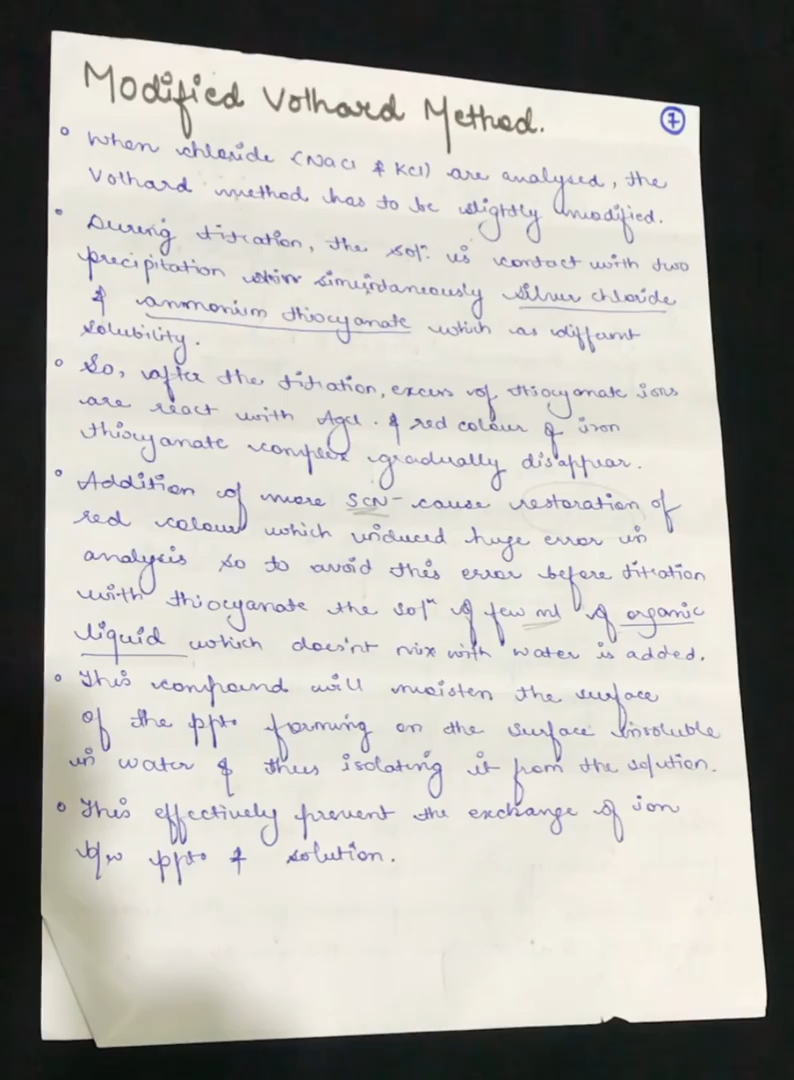 Modified Volhard Method.
7
• When chloride (NaCl & KCl) are analysed, the
Volhard method has to be slightly modified.
• During titration, the solⁿ. is contact with two
precipitation simultaneously silver chloride
& ammonium thiocyanate which as different
solubility.
• So, after the titration, excess of thiocyanate ions
are react with AgCl. & red colour of iron
thiocyanate complex gradually disappear.
• Addition of more SCN⁻ cause restoration of
red colour which induced huge error in
analysis so to avoid this error before titration
with thiocyanate the solⁿ of few ml of organic
liquid which does'nt mix with water is added.
• This compound will moisten the surface
of the ppts forming on the surface insoluble
in water & thus isolating it from the solution.
• This effectively prevent the exchange of ion
b/w ppts & solution.